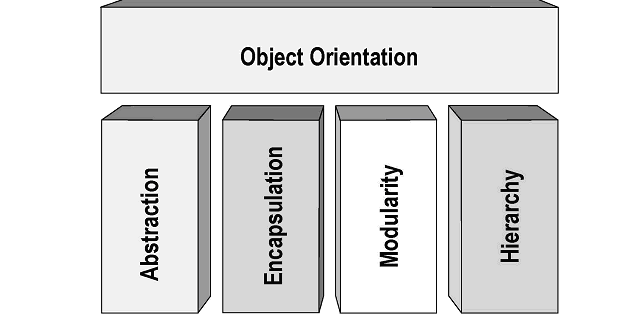 Object Orientation
Abstraction
Encapsulation
Modularity
Hierarchy